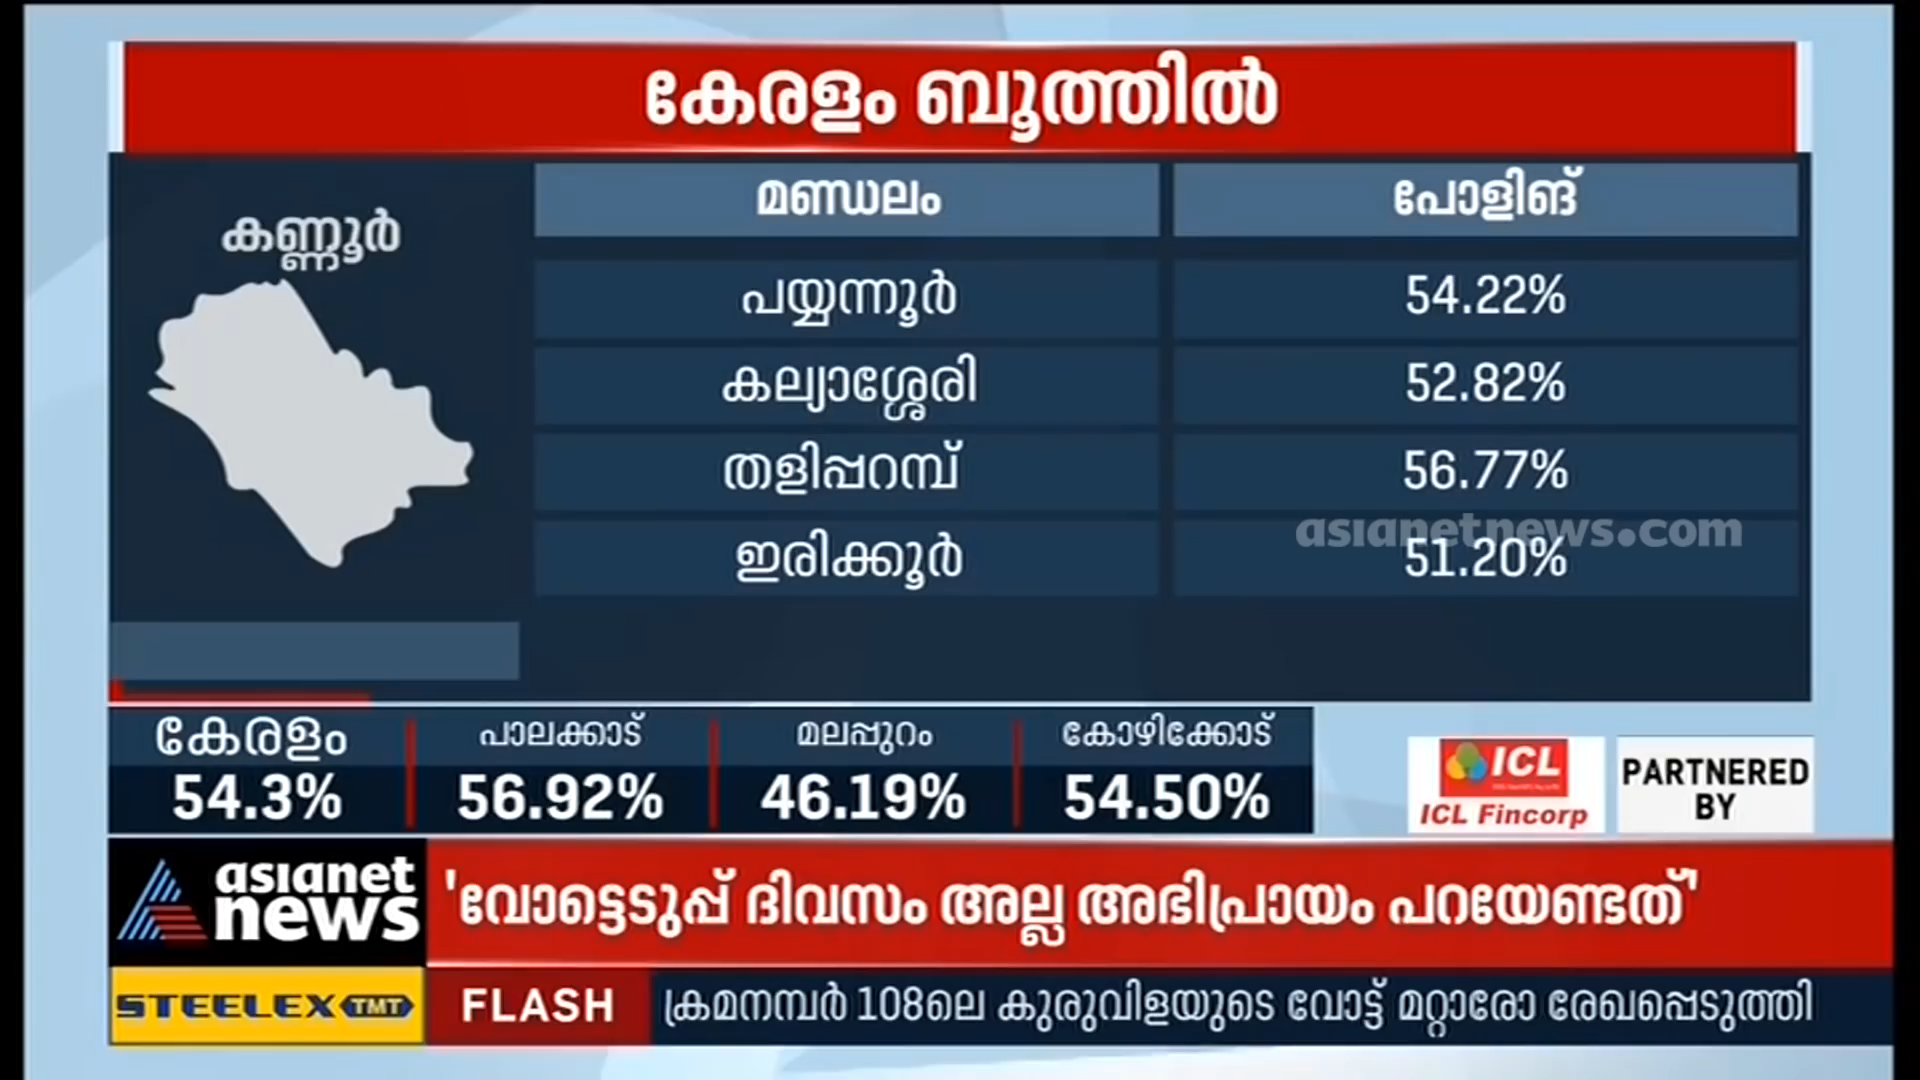 കേരളം ബൂത്തിൽ
കണ്ണൂർ
മണ്ഡലം പോളിങ്
പയ്യന്നൂർ 54.22%
കല്യാശ്ശേരി 52.82%
തളിപ്പറമ്പ് 56.77%
asianetnews.com
ഇരിക്കൂർ 51.20%
കേരളം പാലക്കാട് മലപ്പുറം കോഴിക്കോട്
54.3% 56.92% 46.19% 54.50%
ICL
ICL Fincorp
PARTNERED
BY
asianet
news
'വോട്ടെടുപ്പ് ദിവസം അല്ല അഭിപ്രായം പറയേണ്ടത്'
STEELEX TMT
FLASH
ക്രമനമ്പർ 108ലെ കുരുവിളയുടെ വോട്ട് മറ്റാരോ രേഖപ്പെടുത്തി